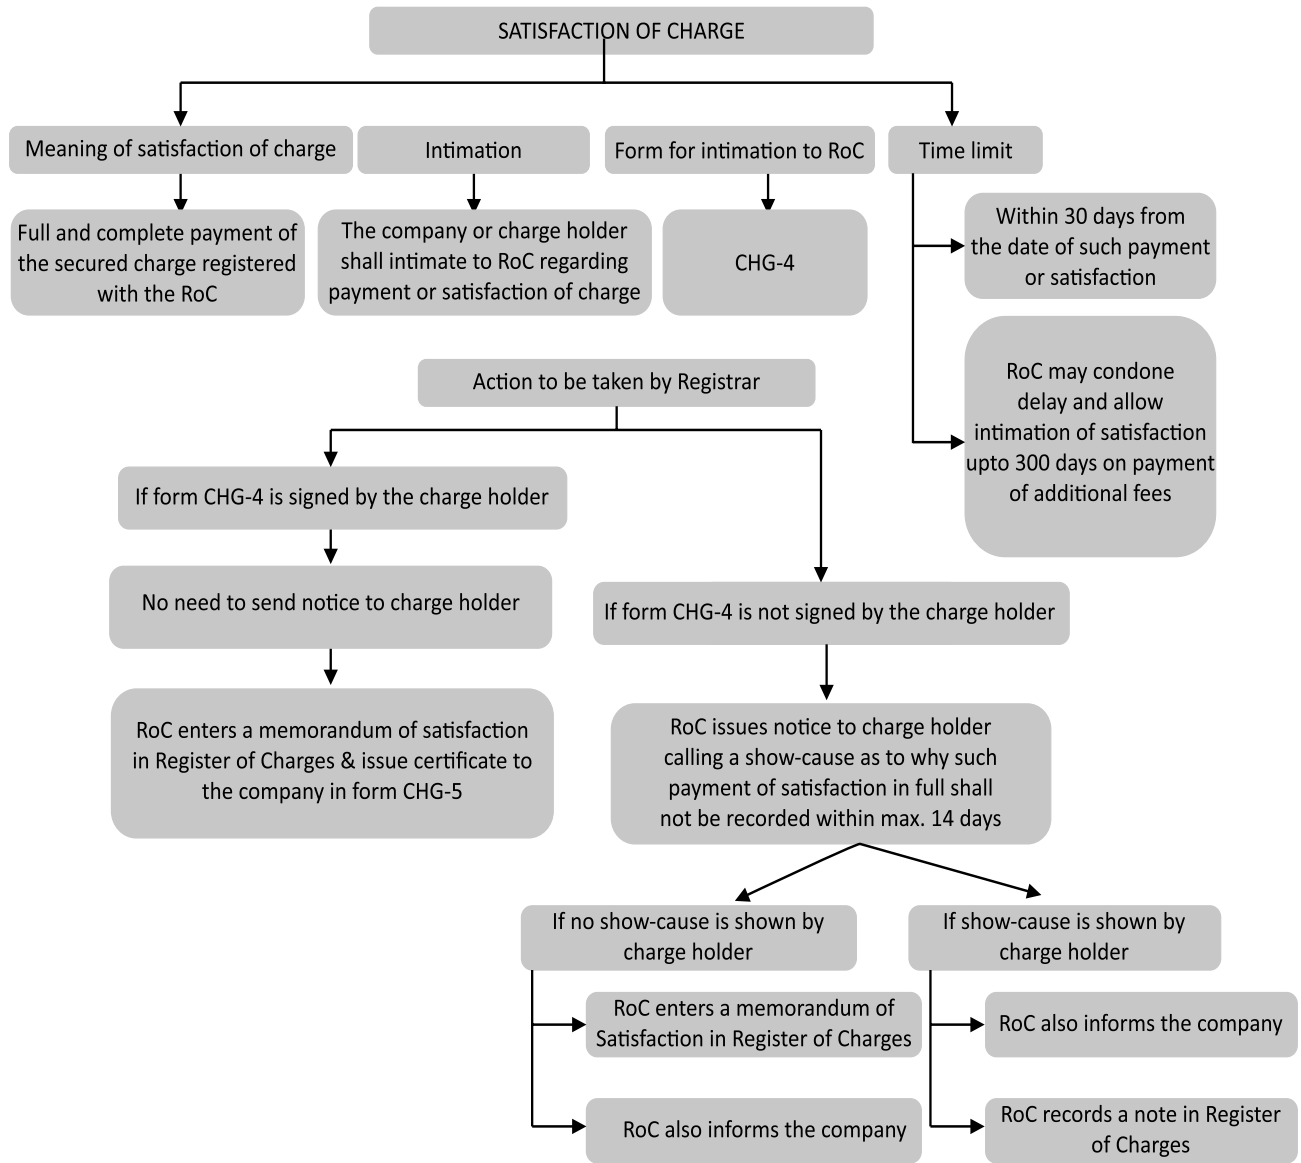 SATISFACTION OF CHARGE
Meaning of satisfaction of charge
Intimation
Form for intimation to RoC
Time limit
Full and complete payment of
the secured charge registered
with the RoC
The company or charge holder
shall intimate to RoC regarding
payment or satisfaction of charge
CHG-4
Within 30 days from
the date of such payment
or satisfaction
RoC may condone
delay and allow
intimation of satisfaction
upto 300 days on payment
of additional fees
Action to be taken by Registrar
If form CHG-4 is signed by the charge holder
No need to send notice to charge holder
RoC enters a memorandum of satisfaction
in Register of Charges & issue certificate to
the company in form CHG-5
If form CHG-4 is not signed by the charge holder
RoC issues notice to charge holder
calling a show-cause as to why such
payment of satisfaction in full shall
not be recorded within max. 14 days
If no show-cause is shown by
charge holder
RoC enters a memorandum of
Satisfaction in Register of Charges
RoC also informs the company
If show-cause is shown by
charge holder
RoC also informs the company
RoC records a note in Register
of Charges